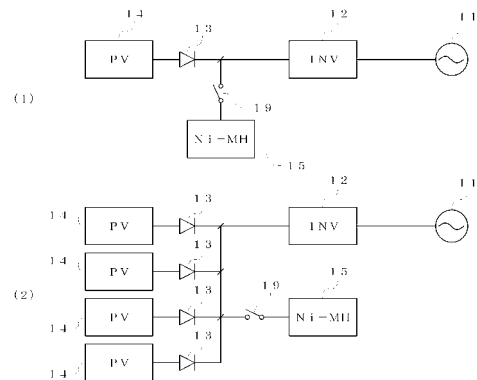 14 13 12 11
PV INV
(1)
19
Ni-MH
15
12 11
14 13
PV INV
14 13
PV 19 15
(2)
14 13
PV Ni-MH
14 13
PV